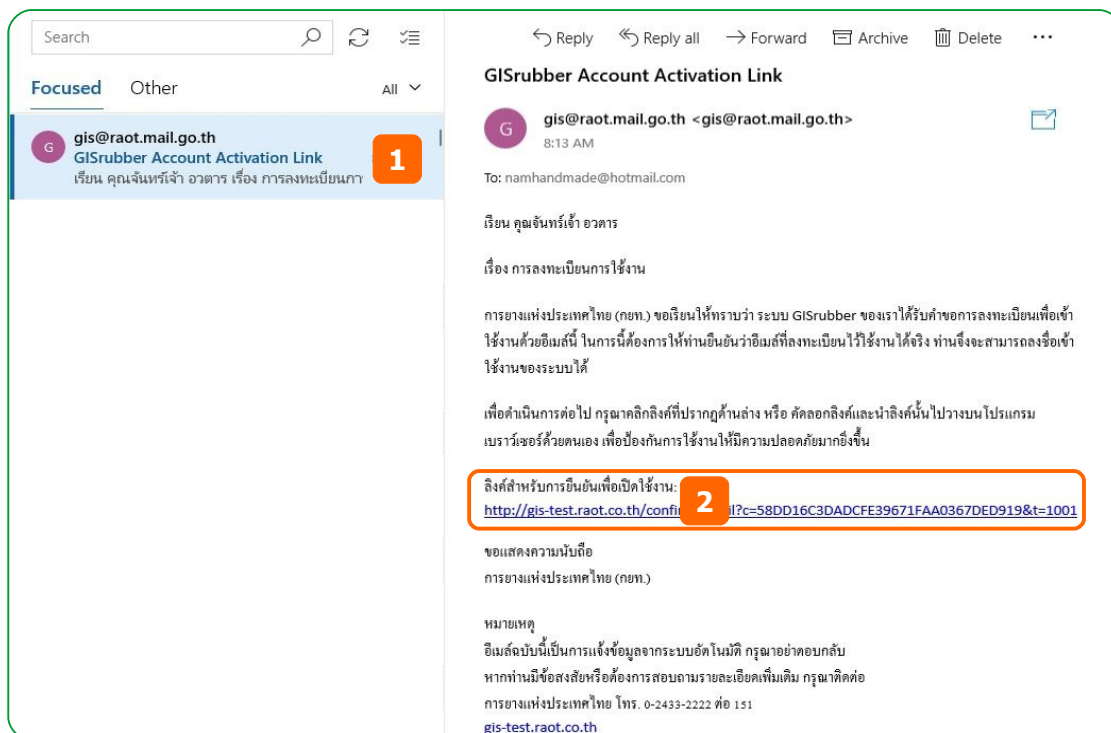 Search
Focused Other All
G
gis@raot.mail.go.th
GISrubber Account Activation Link
เรียน คุณจันทร์เจ้า อวตาร เรื่อง การลงทะเบียนกา
1
Reply Reply all Forward Archive Delete ...
GISrubber Account Activation Link
G
gis@raot.mail.go.th <gis@raot.mail.go.th>
8:13 AM
To: namhandmade@hotmail.com
เรียน คุณจันทร์เจ้า อวตาร
เรื่อง การลงทะเบียนการใช้งาน
การยางแห่งประเทศไทย (กยท.) ขอเรียนให้ทราบว่า ระบบ GISrubber ของเราได้รับคำขอการลงทะเบียนเพื่อเข้า
ใช้งานด้วยอีเมล์นี้ ในการนี้ต้องการให้ท่านยืนยันว่าอีเมล์ที่ลงทะเบียนไว้ใช้งานได้จริง ท่านจึงจะสามารถลงชื่อเข้า
ใช้งานของระบบได้
เพื่อดำเนินการต่อไป กรุณาคลิกลิงค์ที่ปรากฏด้านล่าง หรือ คัดลอกลิงค์และนำลิงค์นั้นไปวางบนโปรแกรม
เบราว์เซอร์ด้วยตนเอง เพื่อป้องกันการใช้งานให้มีความปลอดภัยมากยิ่งขึ้น
ลิงค์สำหรับการยืนยันเพื่อเปิดใช้งาน:
2
http://gis-test.raot.co.th/confi il?c=58DD16C3DADCFE39671FAA0367DED919&t=1001
ขอแสดงความนับถือ
การยางแห่งประเทศไทย (กยท.)
หมายเหตุ
อีเมล์ฉบับนี้เป็นการแจ้งข้อมูลจากระบบอัตโนมัติ กรุณาอย่าตอบกลับ
หากท่านมีข้อสงสัยหรือต้องการสอบถามรายละเอียดเพิ่มเติม กรุณาติดต่อ
การยางแห่งประเทศไทย โทร. 0-2433-2222 ต่อ 151
gis-test.raot.co.th